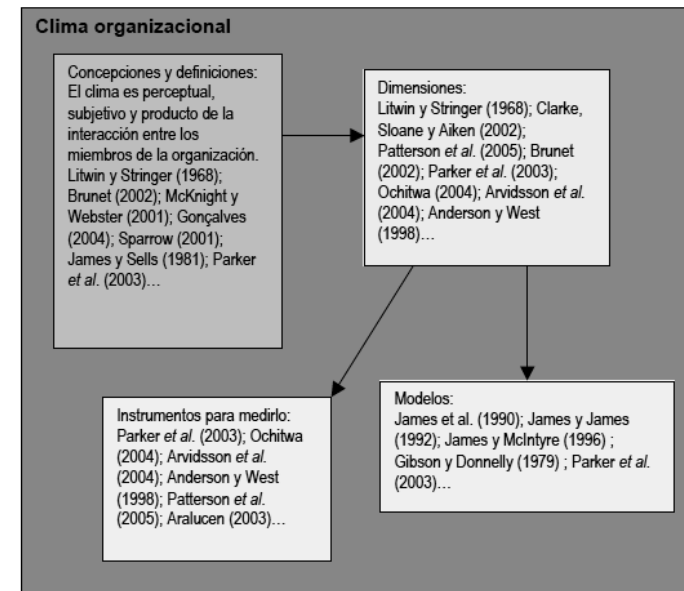 Clima organizacional
Concepciones y definiciones:
El clima es perceptual,
subjetivo y producto de la
interacción entre los
miembros de la organización.
Litwin y Stringer (1968);
Brunet (2002); McKnight y
Webster (2001); Gonçalves
(2004); Sparrow (2001);
James y Sells (1981); Parker
et al. (2003)…
Dimensiones:
Litwin y Stringer (1968); Clarke,
Sloane y Aiken (2002);
Patterson et al. (2005); Brunet
(2002); Parker et al. (2003);
Ochitwa (2004); Arvidsson et al.
(2004); Anderson y West
(1998)…
Instrumentos para medirlo:
Parker et al. (2003); Ochitwa
(2004); Arvidsson et al.
(2004); Anderson y West
(1998); Patterson et al.
(2005); Aralucen (2003)…
Modelos:
James et al. (1990); James y James
(1992); James y McIntyre (1996) ;
Gibson y Donnelly (1979) ; Parker et al.
(2003)…